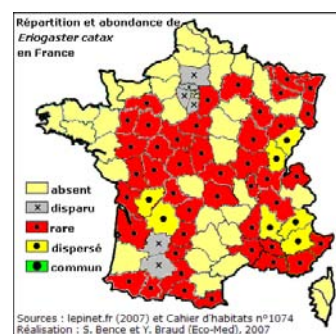 Répartition et abondance de
Eriogaster catax
en France
absent
disparu
rare
dispersé
commun
Sources : lepinet.fr (2007) et Cahier d'habitats n°1074
Réalisation : S. Bence et Y. Braud (Eco-Med), 2007